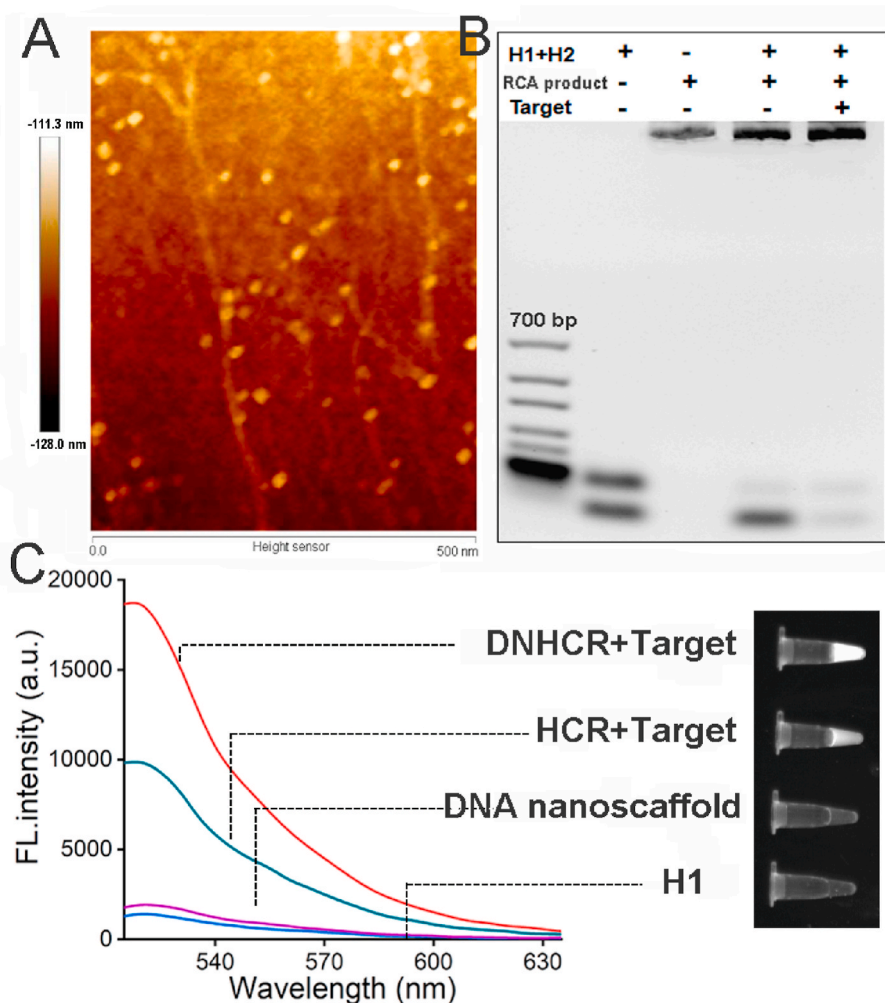 A
-111.3 nm
-128.0 nm
0.0 Height sensor 500 nm
B
H1+H2 + - + +
RCA product - + + +
Target - - - +
700 bp
C
20000
15000
10000
5000
0
FL.intensity (a.u.)
540 570 600 630
Wavelength (nm)
DNHCR+Target
HCR+Target
DNA nanoscaffold
H1